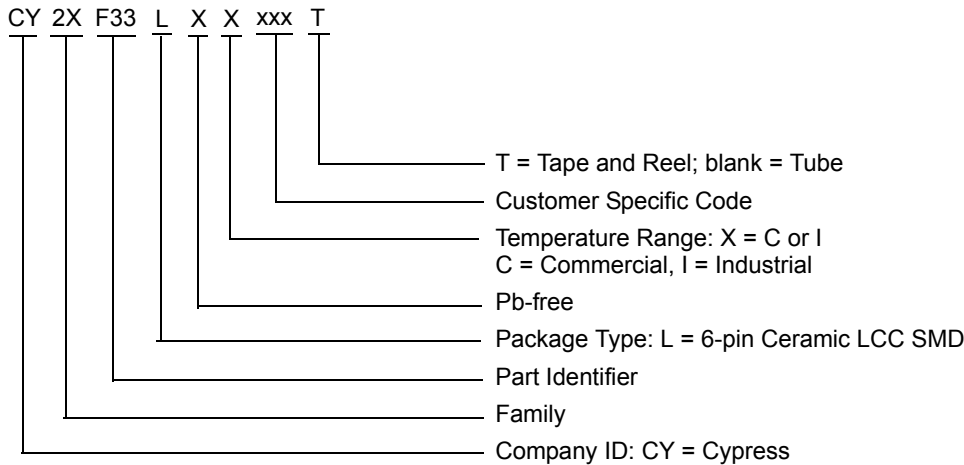 CY 2X F33 L X X xxx T
T = Tape and Reel; blank = Tube
Customer Specific Code
Temperature Range: X = C or I
C = Commercial, I = Industrial
Pb-free
Package Type: L = 6-pin Ceramic LCC SMD
Part Identifier
Family
Company ID: CY = Cypress